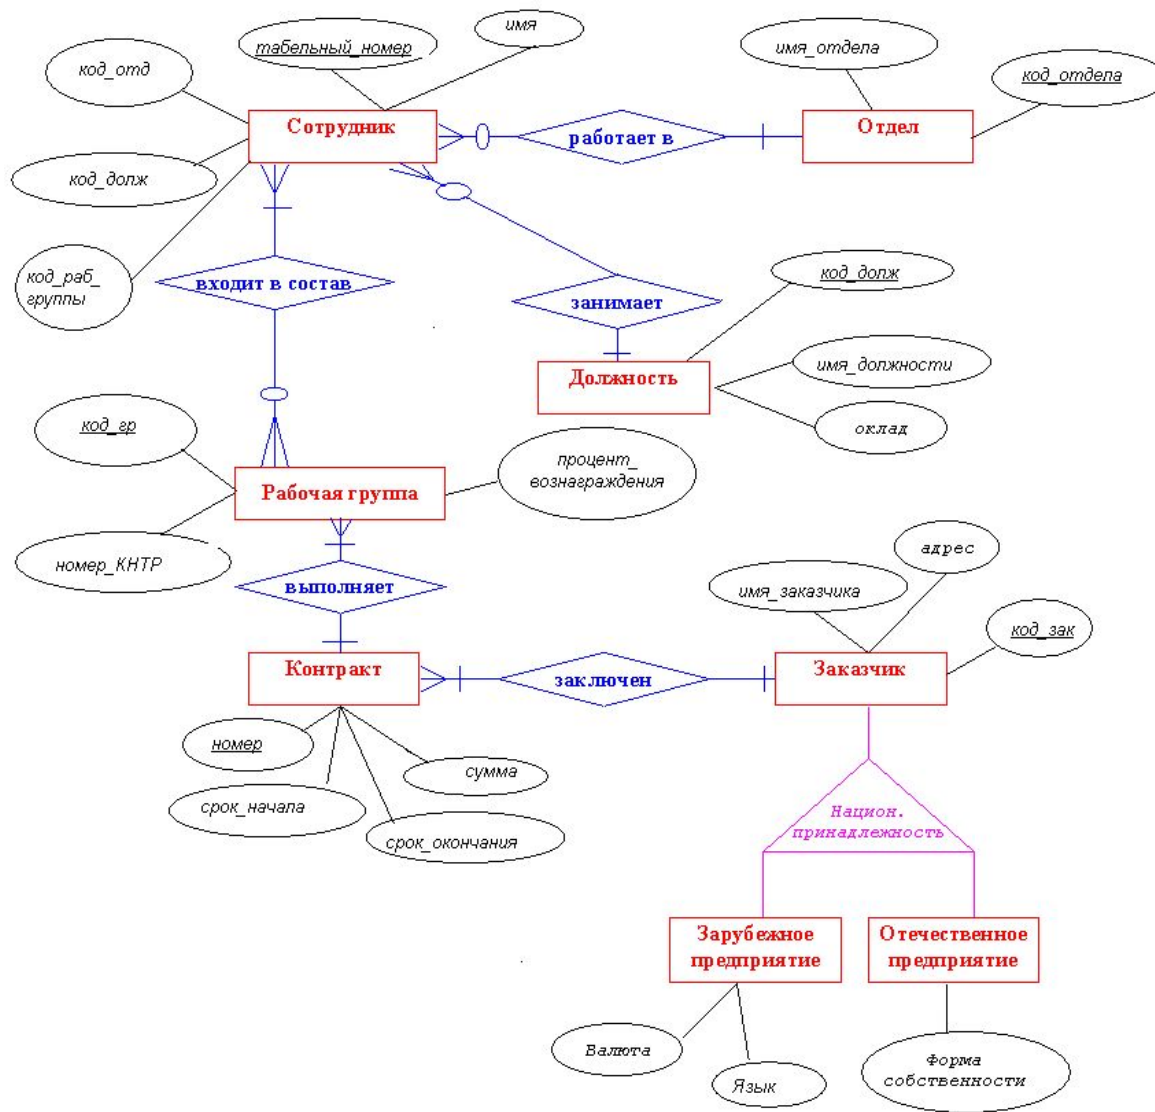 имя
табельный_номер
имя_отдела
код_отд
код_отдела
Сотрудник
работает в
Отдел
код_долж
код_раб_
группы
входит в состав
код_долж
занимает
имя_должности
Должность
код_гр
оклад
процент_
вознаграждения
Рабочая группа
номер_КНТР
адрес
выполняет
имя_заказчика
код_зак
Контракт
заключен
Заказчик
номер
сумма
срок_начала
Национ.
принадлежность
срок_окончания
Зарубежное
предприятие
Отечественное
предприятие
Валюта
Язык
Форма
собственности